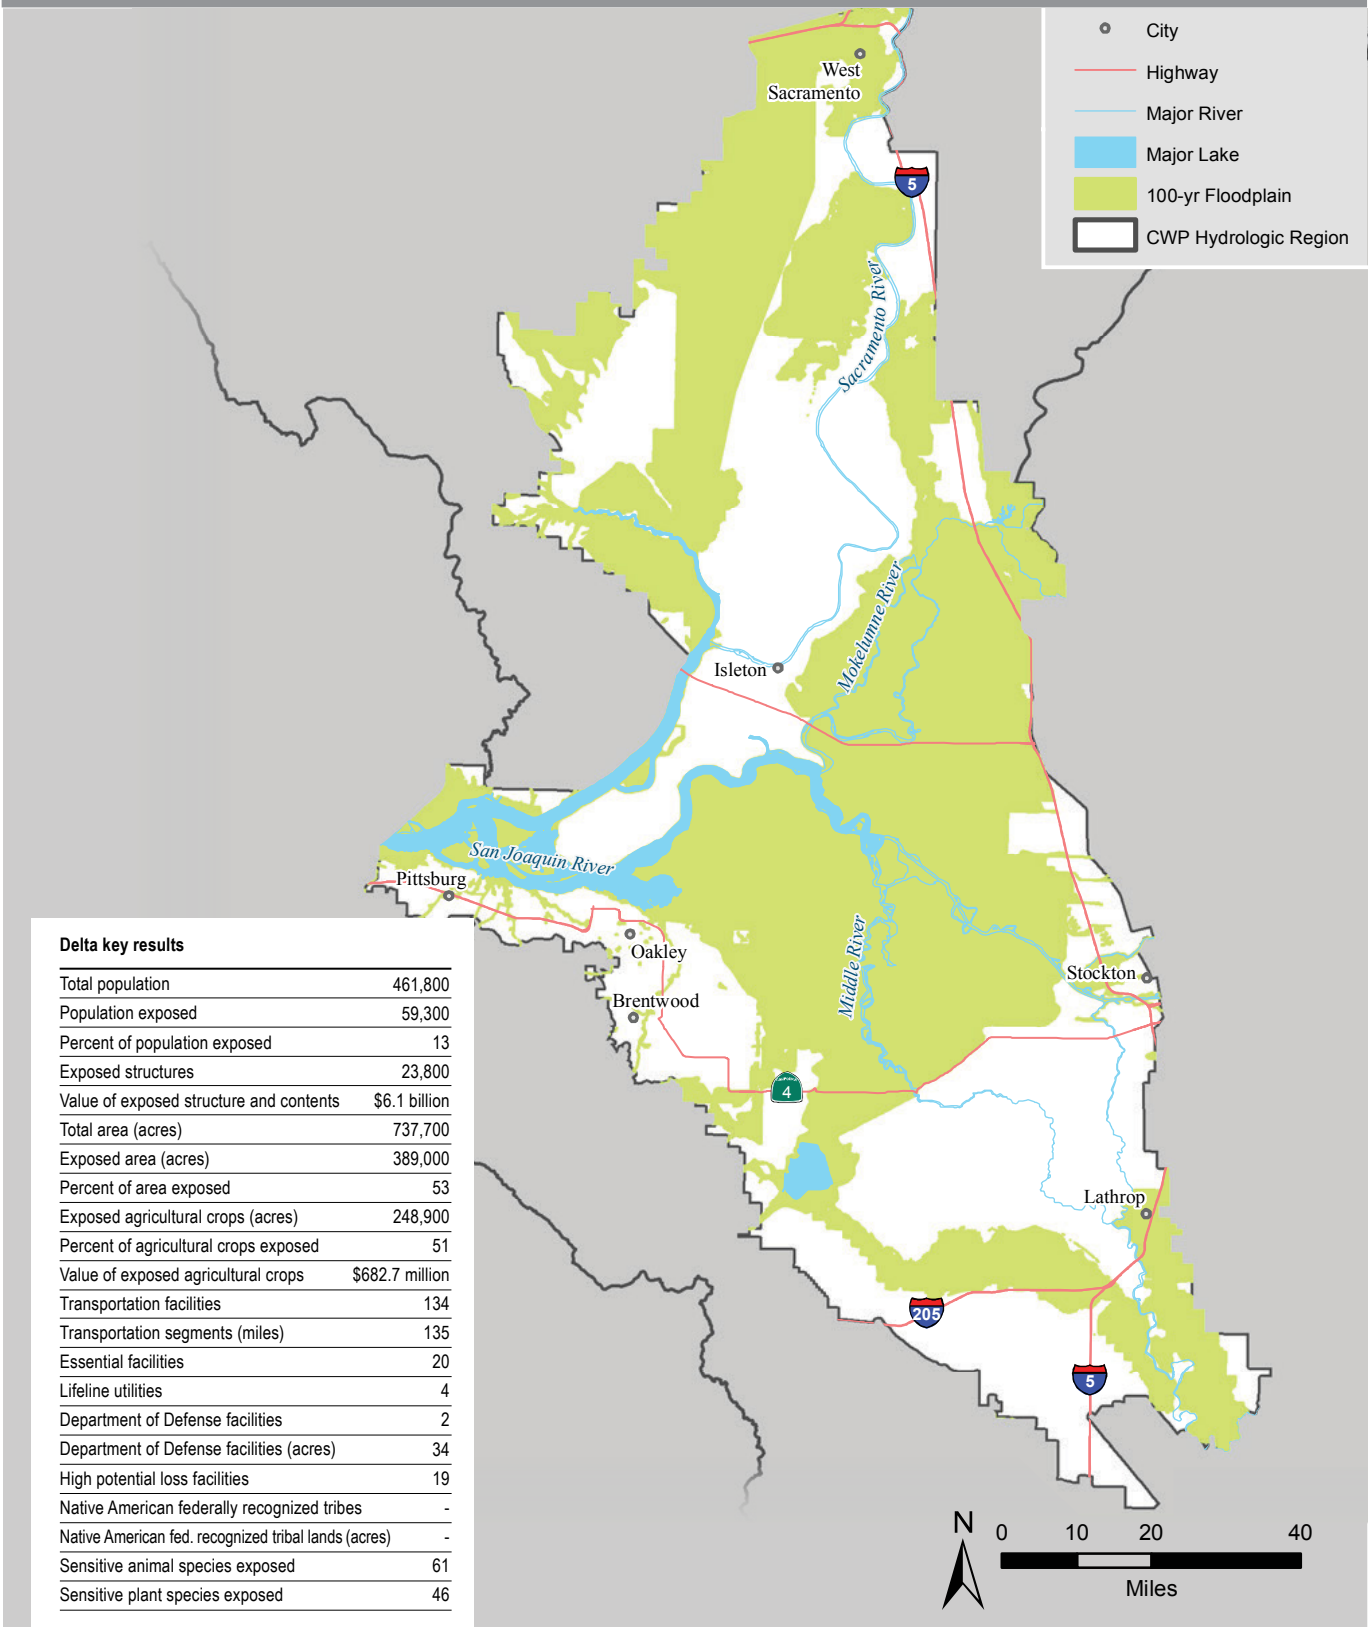 City
Highway
Major River
Major Lake
100-yr Floodplain
CWP Hydrologic Region
West
Sacramento
5
Sacramento River
Mokelumne River
Isleton
San Joaquin River
Pittsburg
Oakley
Middle River
Stockton
Brentwood
CALIFORNIA
4
Lathrop
205
5
Delta key results
Total population 461,800
Population exposed 59,300
Percent of population exposed 13
Exposed structures 23,800
Value of exposed structure and contents $6.1 billion
Total area (acres) 737,700
Exposed area (acres) 389,000
Percent of area exposed 53
Exposed agricultural crops (acres) 248,900
Percent of agricultural crops exposed 51
Value of exposed agricultural crops $682.7 million
Transportation facilities 134
Transportation segments (miles) 135
Essential facilities 20
Lifeline utilities 4
Department of Defense facilities 2
Department of Defense facilities (acres) 34
High potential loss facilities 19
Native American federally recognized tribes -
Native American fed. recognized tribal lands (acres) -
Sensitive animal species exposed 61
Sensitive plant species exposed 46
N
0 10 20 40
Miles